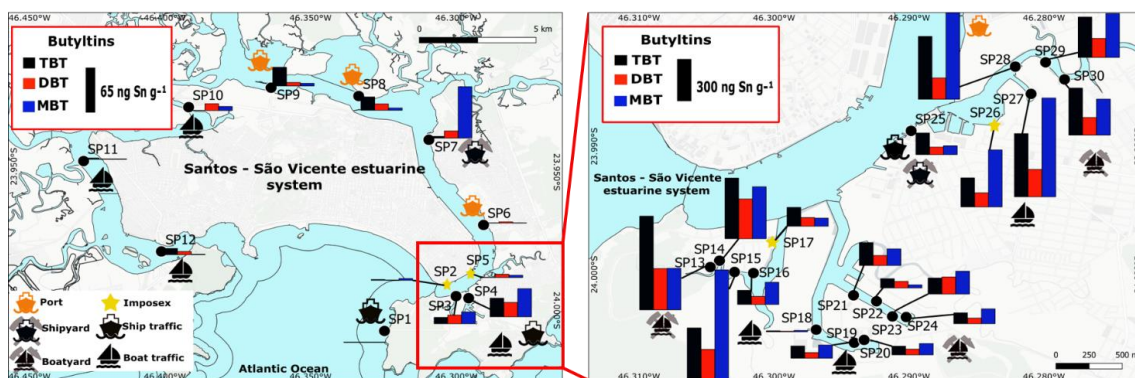 46.450°W
46.400°W
46.350°W
46.300°W
0
5 km
Butyltins
TBT
DBT
MBT
65 ng Sn g⁻¹
SP10
SP9
SP8
SP7
SP11
23.950°S
23.950°S
Santos - São Vicente estuarine
system
SP6
SP12
SP5
SP2
SP4
SP3
SP1
24.000°S
Port
Imposex
Shipyard
Ship traffic
Boatyard
Boat traffic
Atlantic Ocean
46.450°W
46.400°W
46.350°W
46.300°W
46.310°W
46.300°W
46.290°W
46.280°W
Butyltins
TBT
DBT
MBT
300 ng Sn g⁻¹
SP29
SP28
SP30
SP27
SP26
SP25
23.990°S
23.990°S
Santos - São Vicente
estuarine system
SP17
SP14
SP13
SP15
SP16
24.000°S
24.000°S
SP21
SP22
SP18
SP23
SP24
SP19
SP20
0
250
500 m
46.310°W
46.300°W
46.290°W
46.280°W